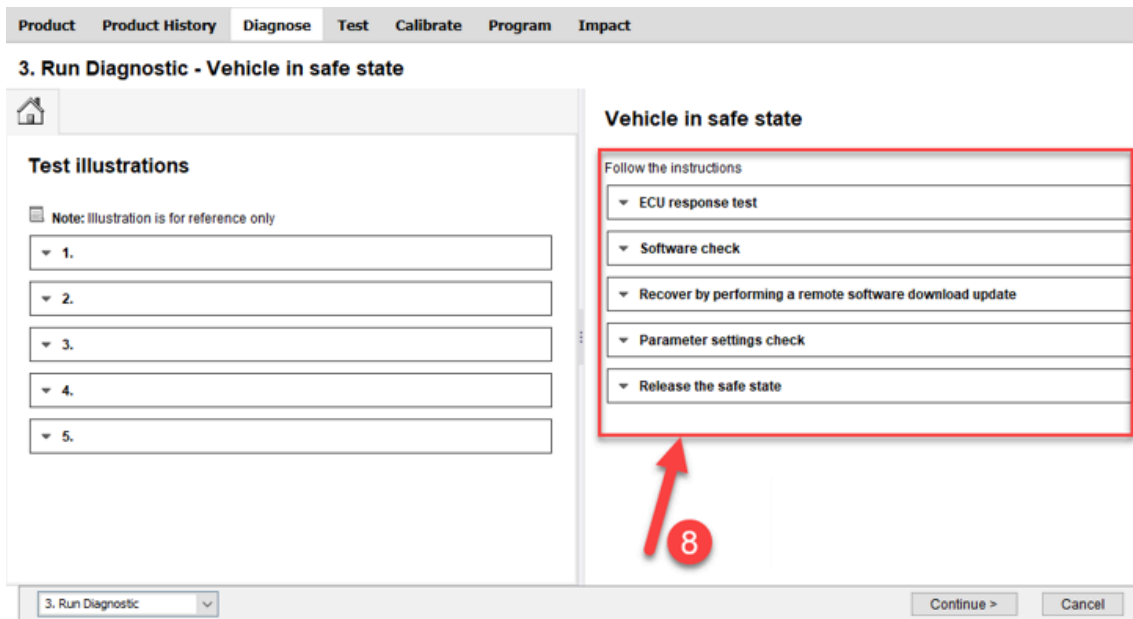 Product Product History Diagnose Test Calibrate Program Impact
3. Run Diagnostic - Vehicle in safe state
Test illustrations
Note: Illustration is for reference only
1.
2.
3.
4.
5.
Vehicle in safe state
Follow the instructions
ECU response test
Software check
Recover by performing a remote software download update
Parameter settings check
Release the safe state
8
3. Run Diagnostic
Continue >
Cancel